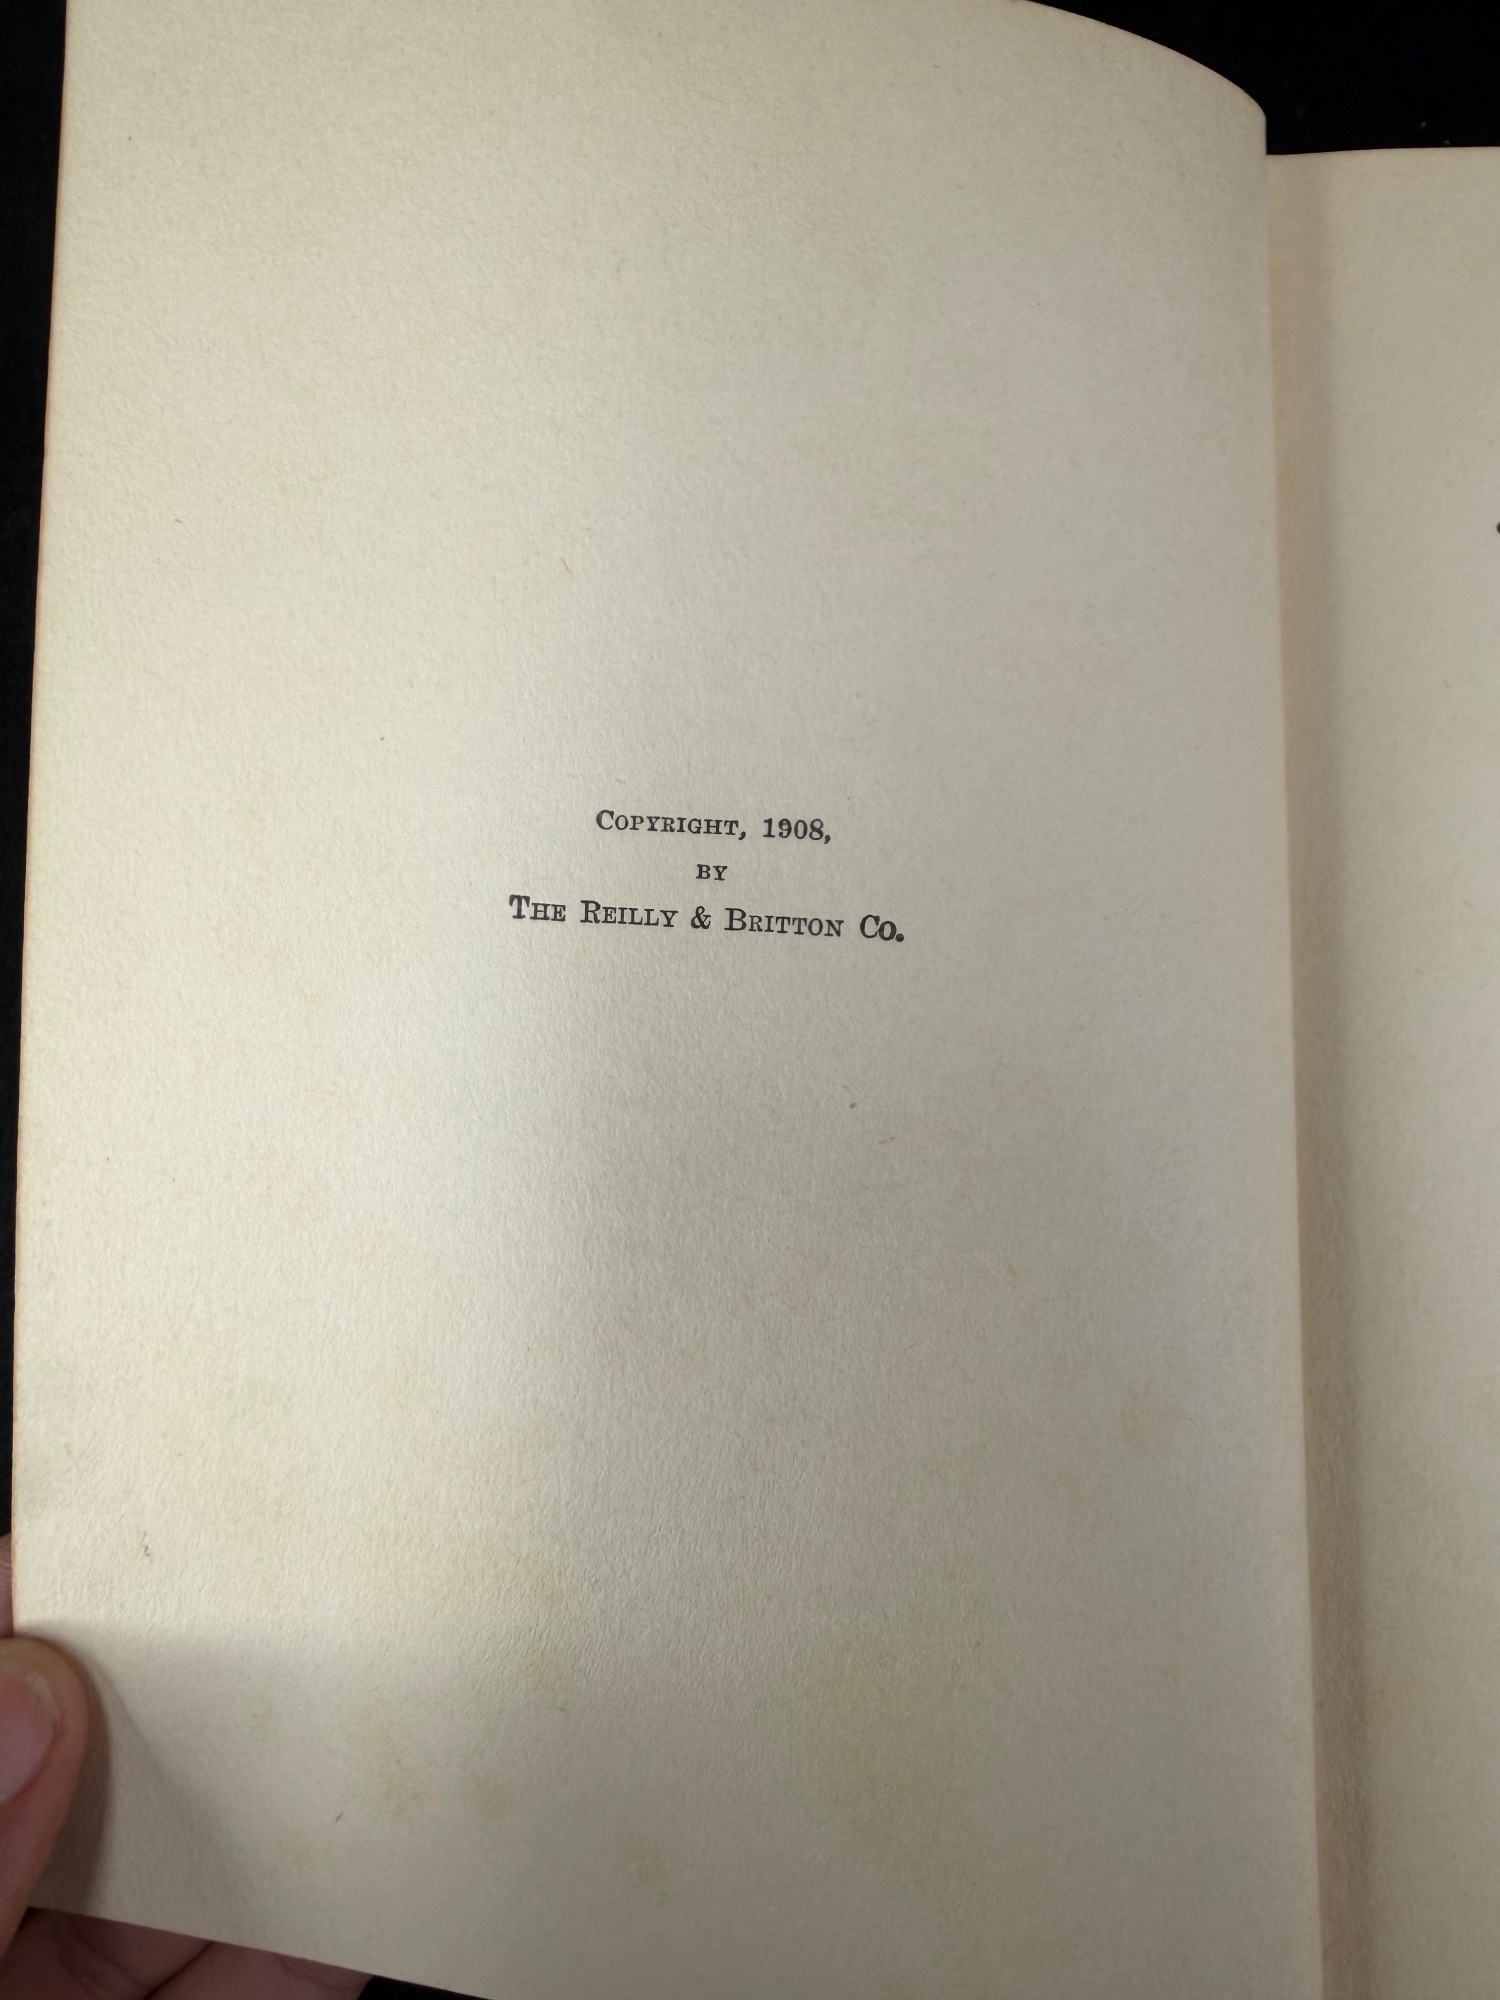 Copyright, 1908,
by
The Reilly & Britton Co.